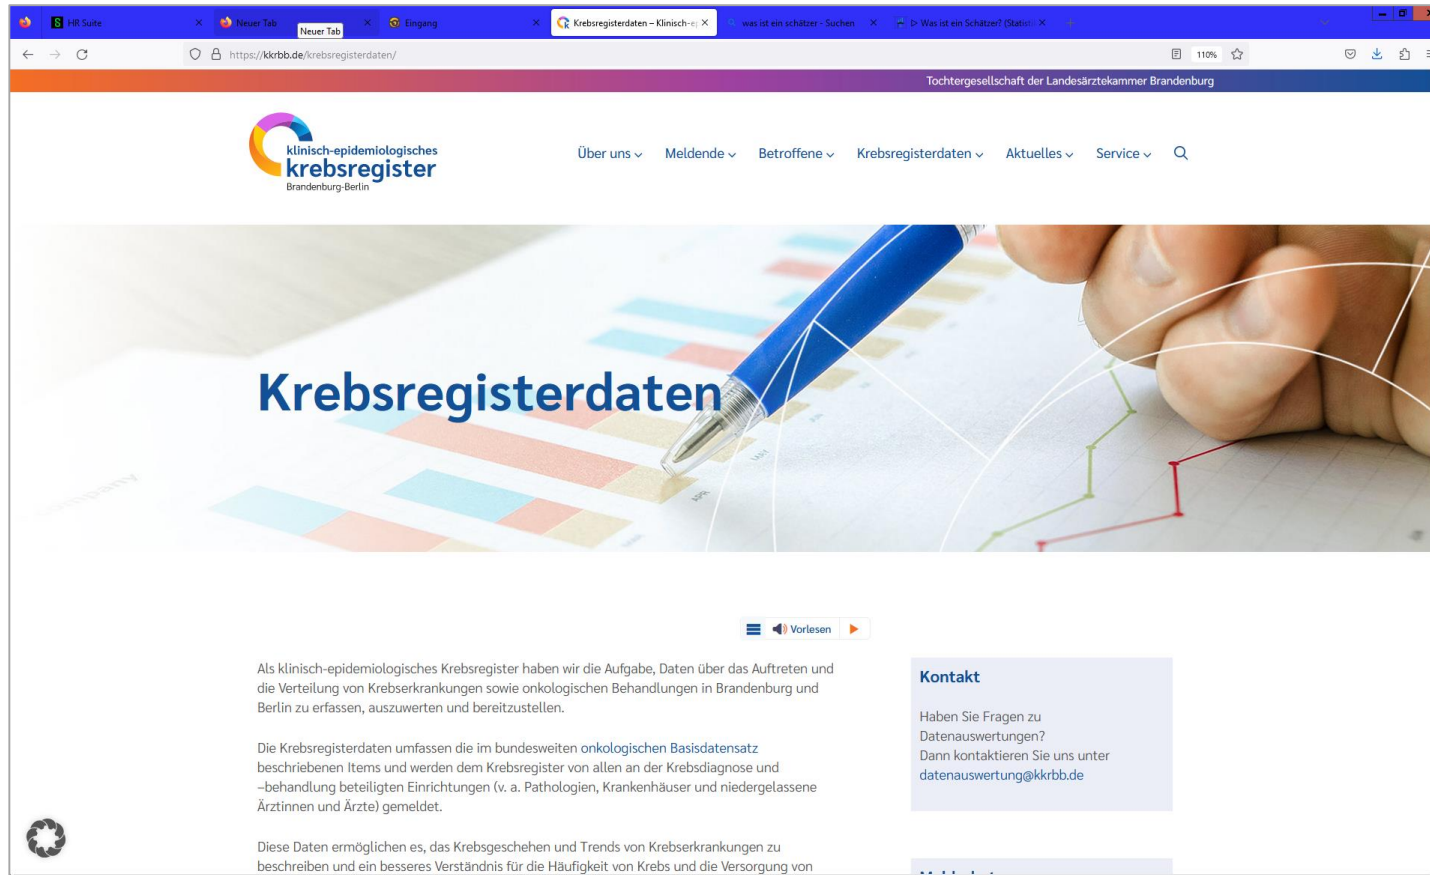 HR Suite
Neuer Tab
Eingang
Krebsregisterdaten – Klinisch-ep
was ist ein schätzer - Suchen
ᐅ Was ist ein Schätzer? (Statisti
Neuer Tab
https://kkrbb.de/krebsregisterdaten/
110%
Tochtergesellschaft der Landesärztekammer Brandenburg
klinisch-epidemiologisches
krebsregister
Brandenburg-Berlin
Über uns
Meldende
Betroffene
Krebsregisterdaten
Aktuelles
Service
Krebsregisterdaten
MAY
APR
Vorlesen
Als klinisch-epidemiologisches Krebsregister haben wir die Aufgabe, Daten über das Auftreten und
die Verteilung von Krebserkrankungen sowie onkologischen Behandlungen in Brandenburg und
Berlin zu erfassen, auszuwerten und bereitzustellen.
Die Krebsregisterdaten umfassen die im bundesweiten onkologischen Basisdatensatz
beschriebenen Items und werden dem Krebsregister von allen an der Krebsdiagnose und
–behandlung beteiligten Einrichtungen (v. a. Pathologien, Krankenhäuser und niedergelassene
Ärztinnen und Ärzte) gemeldet.
Diese Daten ermöglichen es, das Krebsgeschehen und Trends von Krebserkrankungen zu
beschreiben und ein besseres Verständnis für die Häufigkeit von Krebs und die Versorgung von
Kontakt
Haben Sie Fragen zu
Datenauswertungen?
Dann kontaktieren Sie uns unter
datenauswertung@kkrbb.de